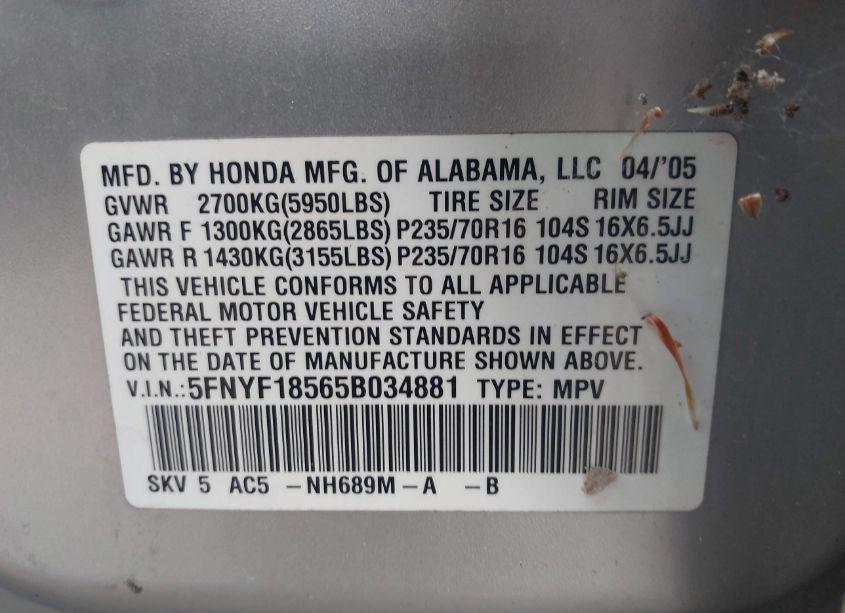 MFD. BY HONDA MFG. OF ALABAMA, LLC 04/'05
GVWR 2700KG(5950LBS) TIRE SIZE RIM SIZE
GAWR F 1300KG(2865LBS) P235/70R16 104S 16X6.5JJ
GAWR R 1430KG(3155LBS) P235/70R16 104S 16X6.5JJ
THIS VEHICLE CONFORMS TO ALL APPLICABLE
FEDERAL MOTOR VEHICLE SAFETY
AND THEFT PREVENTION STANDARDS IN EFFECT
ON THE DATE OF MANUFACTURE SHOWN ABOVE.
V.I.N.:5FNYF18565B034881 TYPE: MPV
SKV 5 AC5 -NH689M-A -B